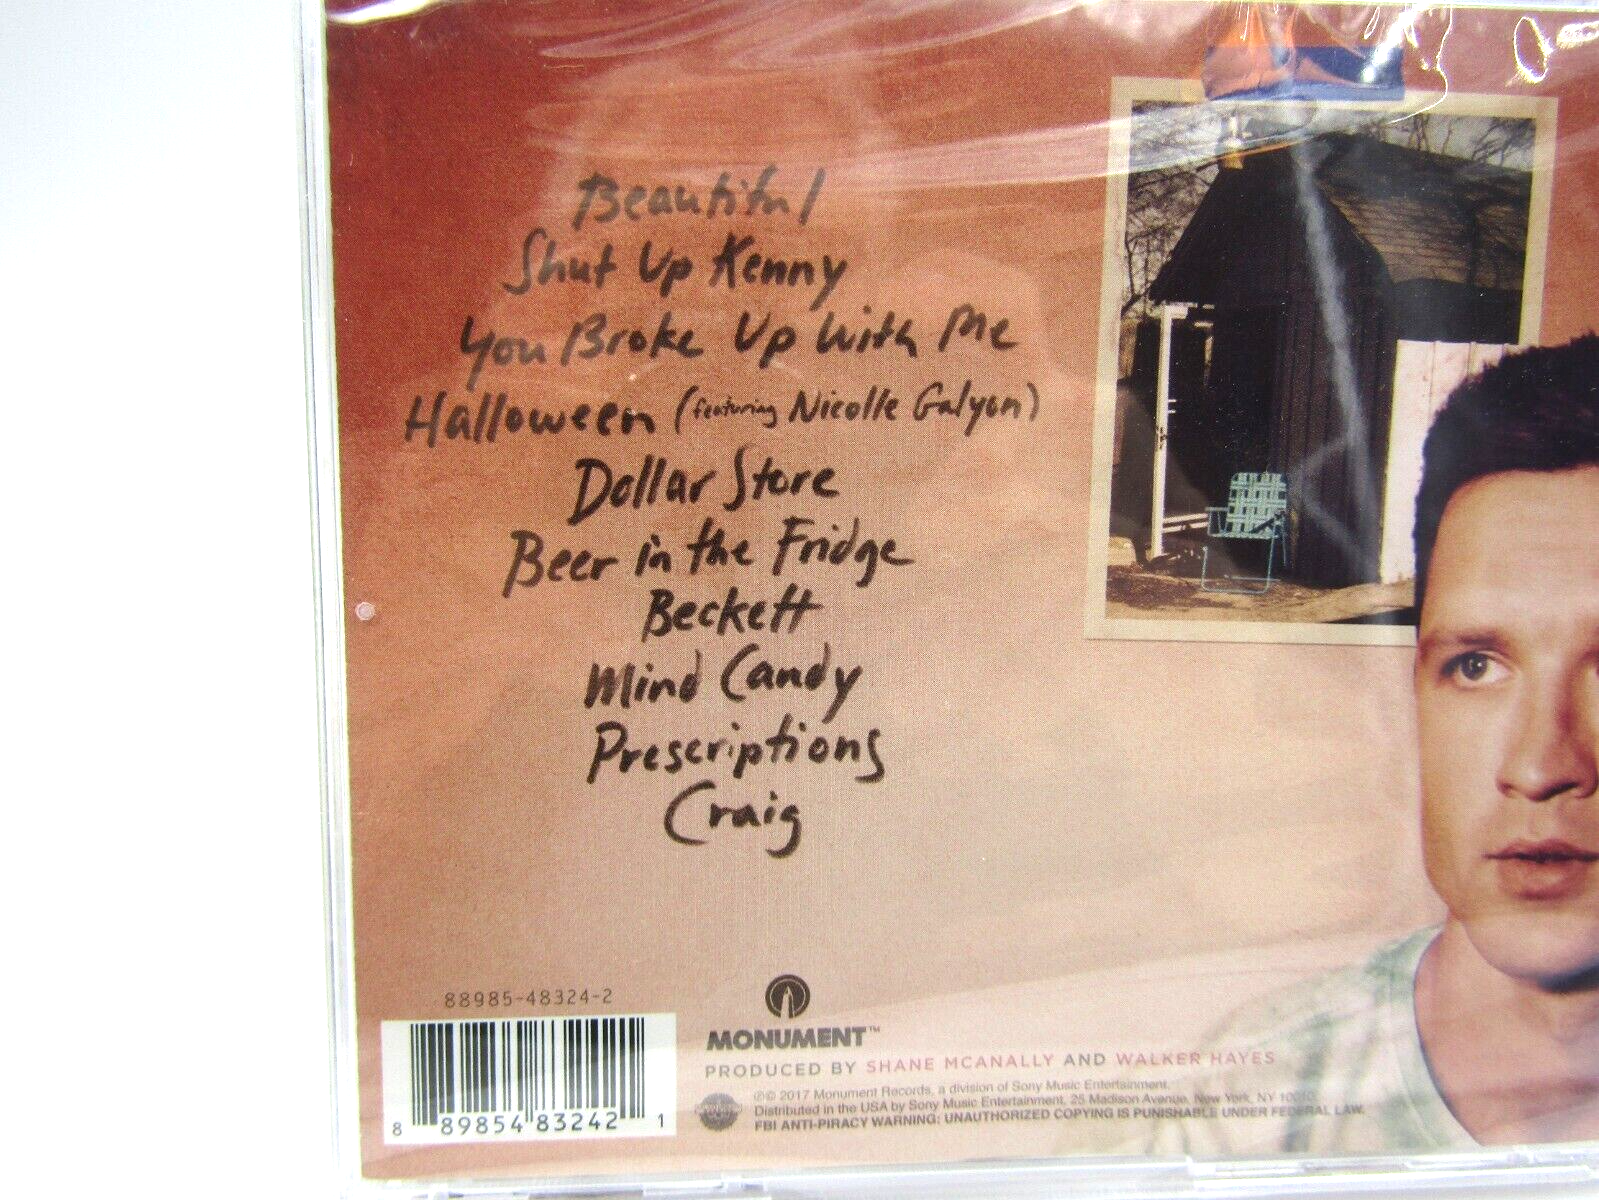 Beautiful
Shut Up Kenny
You Broke Up With Me
Halloween (featuring Nicolle Galyon)
Dollar Store
Beer in the Fridge
Beckett
Mind Candy
Prescriptions
Craig
88985-48324-2
8 89854 83242 1
MONUMENT™
PRODUCED BY SHANE MCANALLY AND WALKER HAYES
℗© 2017 Monument Records, a division of Sony Music Entertainment.
Distributed in the USA by Sony Music Entertainment, 25 Madison Avenue, New York, NY 10010.
FBI ANTI-PIRACY WARNING: UNAUTHORIZED COPYING IS PUNISHABLE UNDER FEDERAL LAW.